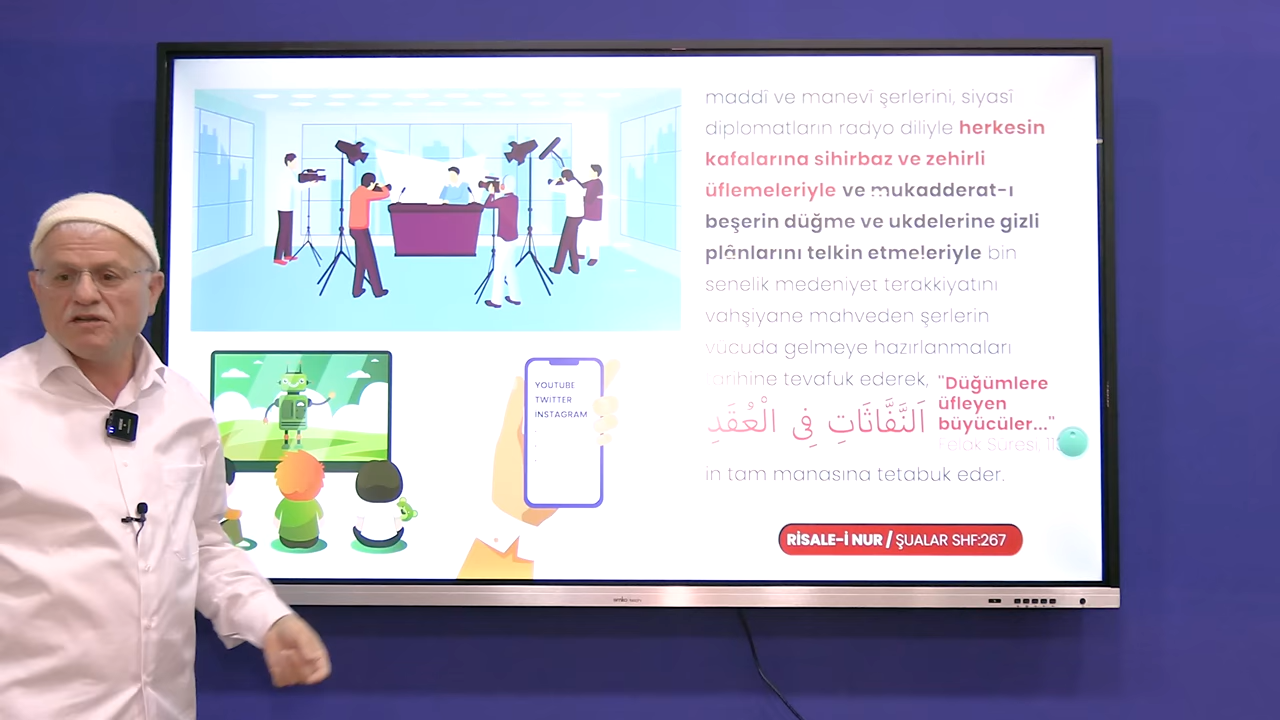 maddî ve manevî şerlerini, siyasî
diplomatların radyo diliyle herkesin
kafalarına sihirbaz ve zehirli
üflemeleriyle ve mukadderat-ı
beşerin düğme ve ukdelerine gizli
plânlarını telkin etmeleriyle bin
senelik medeniyet terakkiyatını
vahşiyane mahveden şerlerin
vücuda gelmeye hazırlanmaları
tarihine tevafuk ederek,
"Düğümlere
üfleyen
büyücüler..."
Felak Sûresi,
اَلنَّفَّاثَاتِ فِى الْعُقَدِ
in tam manasına tetabuk eder.
RİSALE-İ NUR / ŞUALAR SHF:267
YOUTUBE
TWITTER
INSTAGRAM